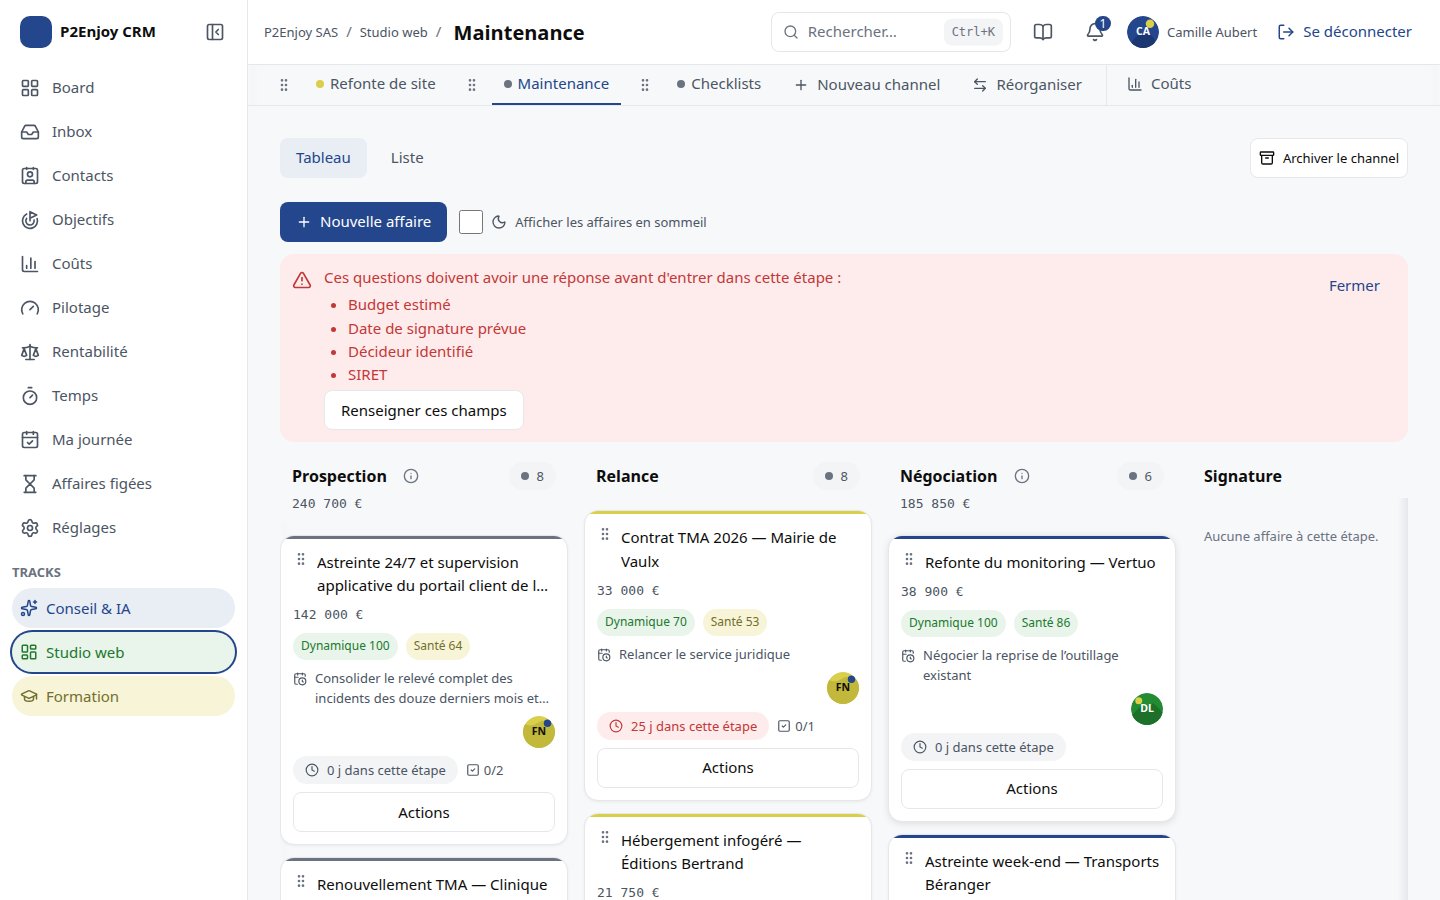 P2Enjoy CRM
P2Enjoy SAS / Studio web / Maintenance
Rechercher... Ctrl+K
1
CA
Camille Aubert
Se déconnecter
Board
Inbox
Contacts
Objectifs
Coûts
Pilotage
Rentabilité
Temps
Ma journée
Affaires figées
Réglages
TRACKS
Conseil & IA
Studio web
Formation
Refonte de site
Maintenance
Checklists
Nouveau channel
Réorganiser
Coûts
Tableau
Liste
Archiver le channel
Nouvelle affaire
Afficher les affaires en sommeil
Ces questions doivent avoir une réponse avant d'entrer dans cette étape :
Budget estimé
Date de signature prévue
Décideur identifié
SIRET
Renseigner ces champs
Fermer
Prospection
8
240 700 €
Astreinte 24/7 et supervision
applicative du portail client de l...
142 000 €
Dynamique 100
Santé 64
Consolider le relevé complet des
incidents des douze derniers mois et...
FN
0 j dans cette étape
0/2
Actions
Renouvellement TMA — Clinique
Relance
8
Contrat TMA 2026 — Mairie de
Vaulx
33 000 €
Dynamique 70
Santé 53
Relancer le service juridique
FN
25 j dans cette étape
0/1
Actions
Hébergement infogéré —
Éditions Bertrand
21 750 €
Négociation
6
185 850 €
Refonte du monitoring — Vertuo
38 900 €
Dynamique 100
Santé 86
Négocier la reprise de l'outillage
existant
DL
0 j dans cette étape
Actions
Astreinte week-end — Transports
Béranger
Signature
Aucune affaire à cette étape.